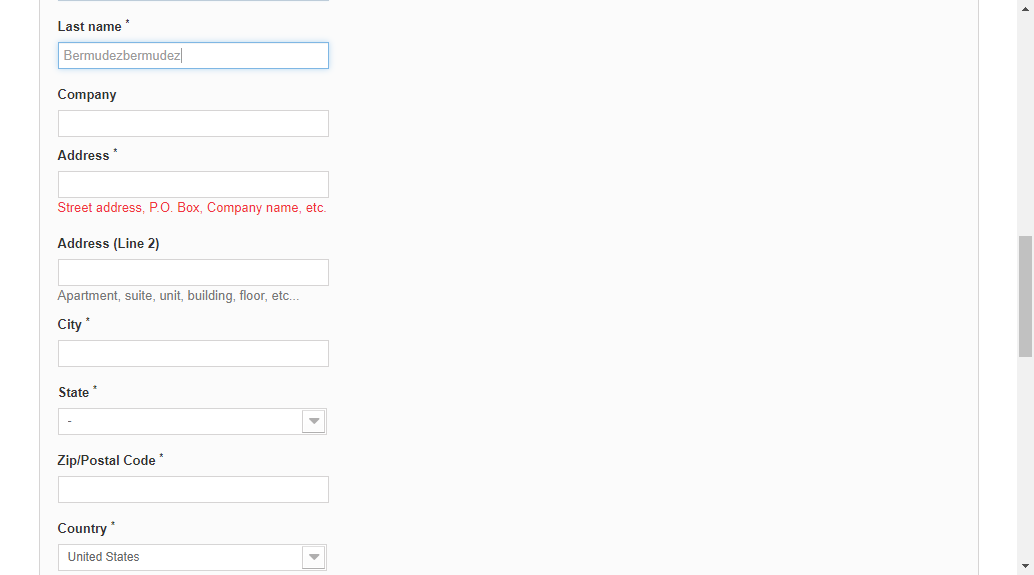 Last name *
Bermudezbermudez
Company
Address *
Street address, P.O. Box, Company name, etc.
Address (Line 2)
Apartment, suite, unit, building, floor, etc...
City *
State *
-
Zip/Postal Code *
Country *
United States